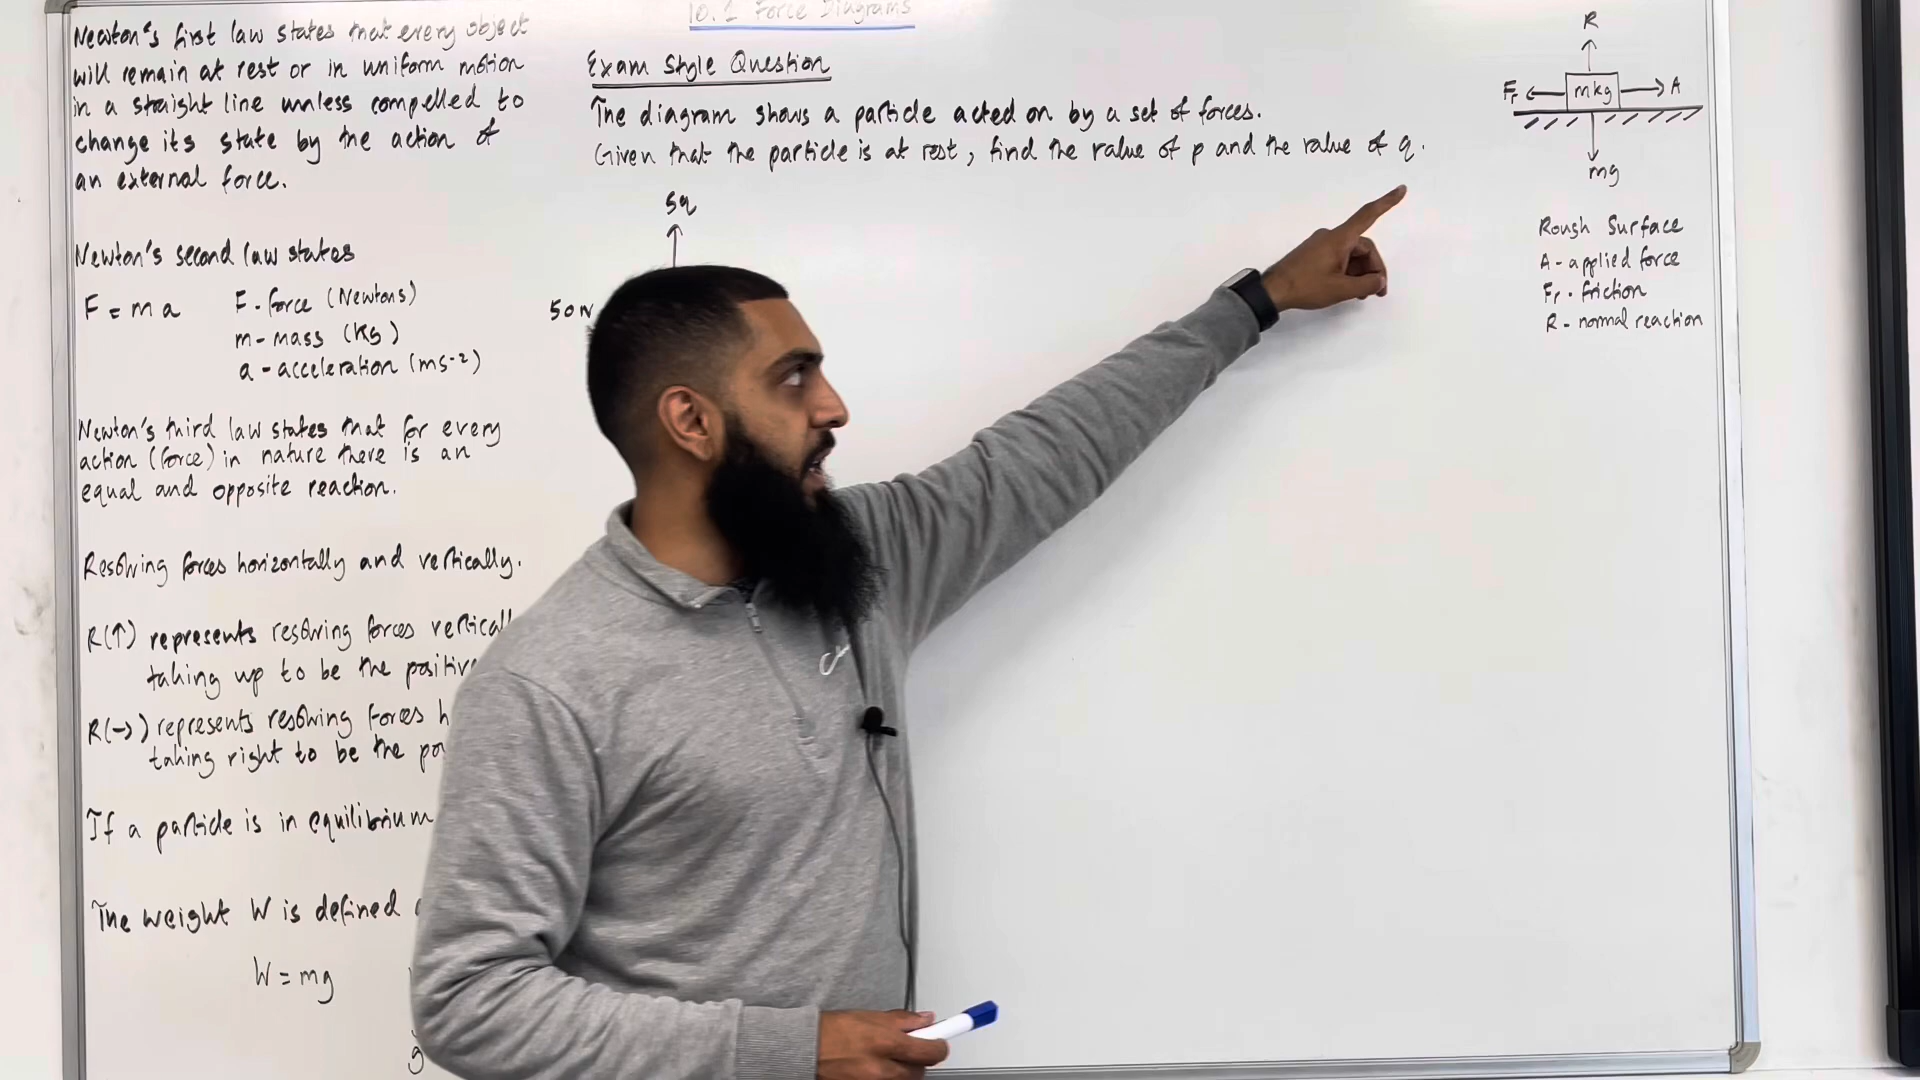 10.1 Force Diagrams
Newton's first law states that every object
will remain at rest or in uniform motion
in a straight line unless compelled to
change its state by the action of
an external force.
Newton's second law states
F = ma
F - force (Newtons)
m - mass (kg)
a - acceleration (ms-2)
Newton's third law states that for every
action (force) in nature there is an
equal and opposite reaction.
Resolving forces horizontally and vertically.
R(↑) represents resolving forces
taking up to be the
R(→) represents resolving forces
taking right to be the
If a particle is in equilibrium
The weight W is defined
W = mg
g
Exam Style Question
The diagram shows a particle acted on by a set of forces.
Given that the particle is at rest, find the value of p and the value of q.
5q
50N
R
Fr
mkg
A
mg
Rough Surface
A - applied force
Fr - friction
R - normal reaction